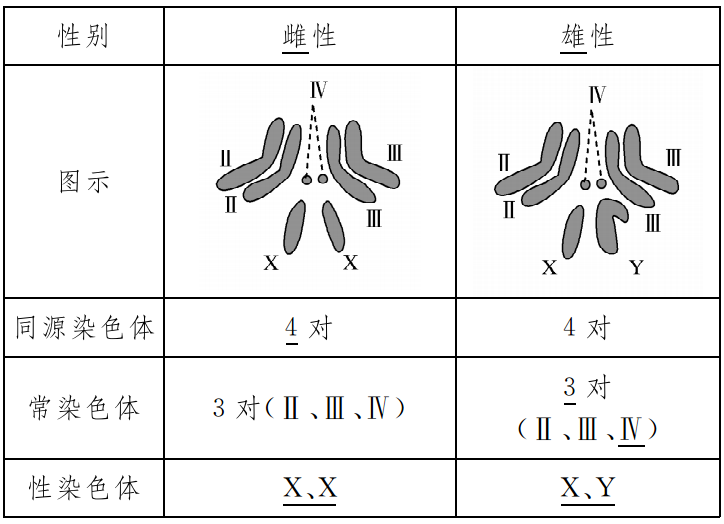 性别 雌性 雄性
图示
Ⅳ
Ⅱ Ⅲ
Ⅱ Ⅲ
X X
Ⅳ
Ⅱ Ⅲ
Ⅱ Ⅲ
X Y
同源染色体 4 对 4 对
常染色体 3 对(Ⅱ、Ⅲ、Ⅳ) 3 对
(Ⅱ、Ⅲ、Ⅳ)
性染色体 X、X X、Y